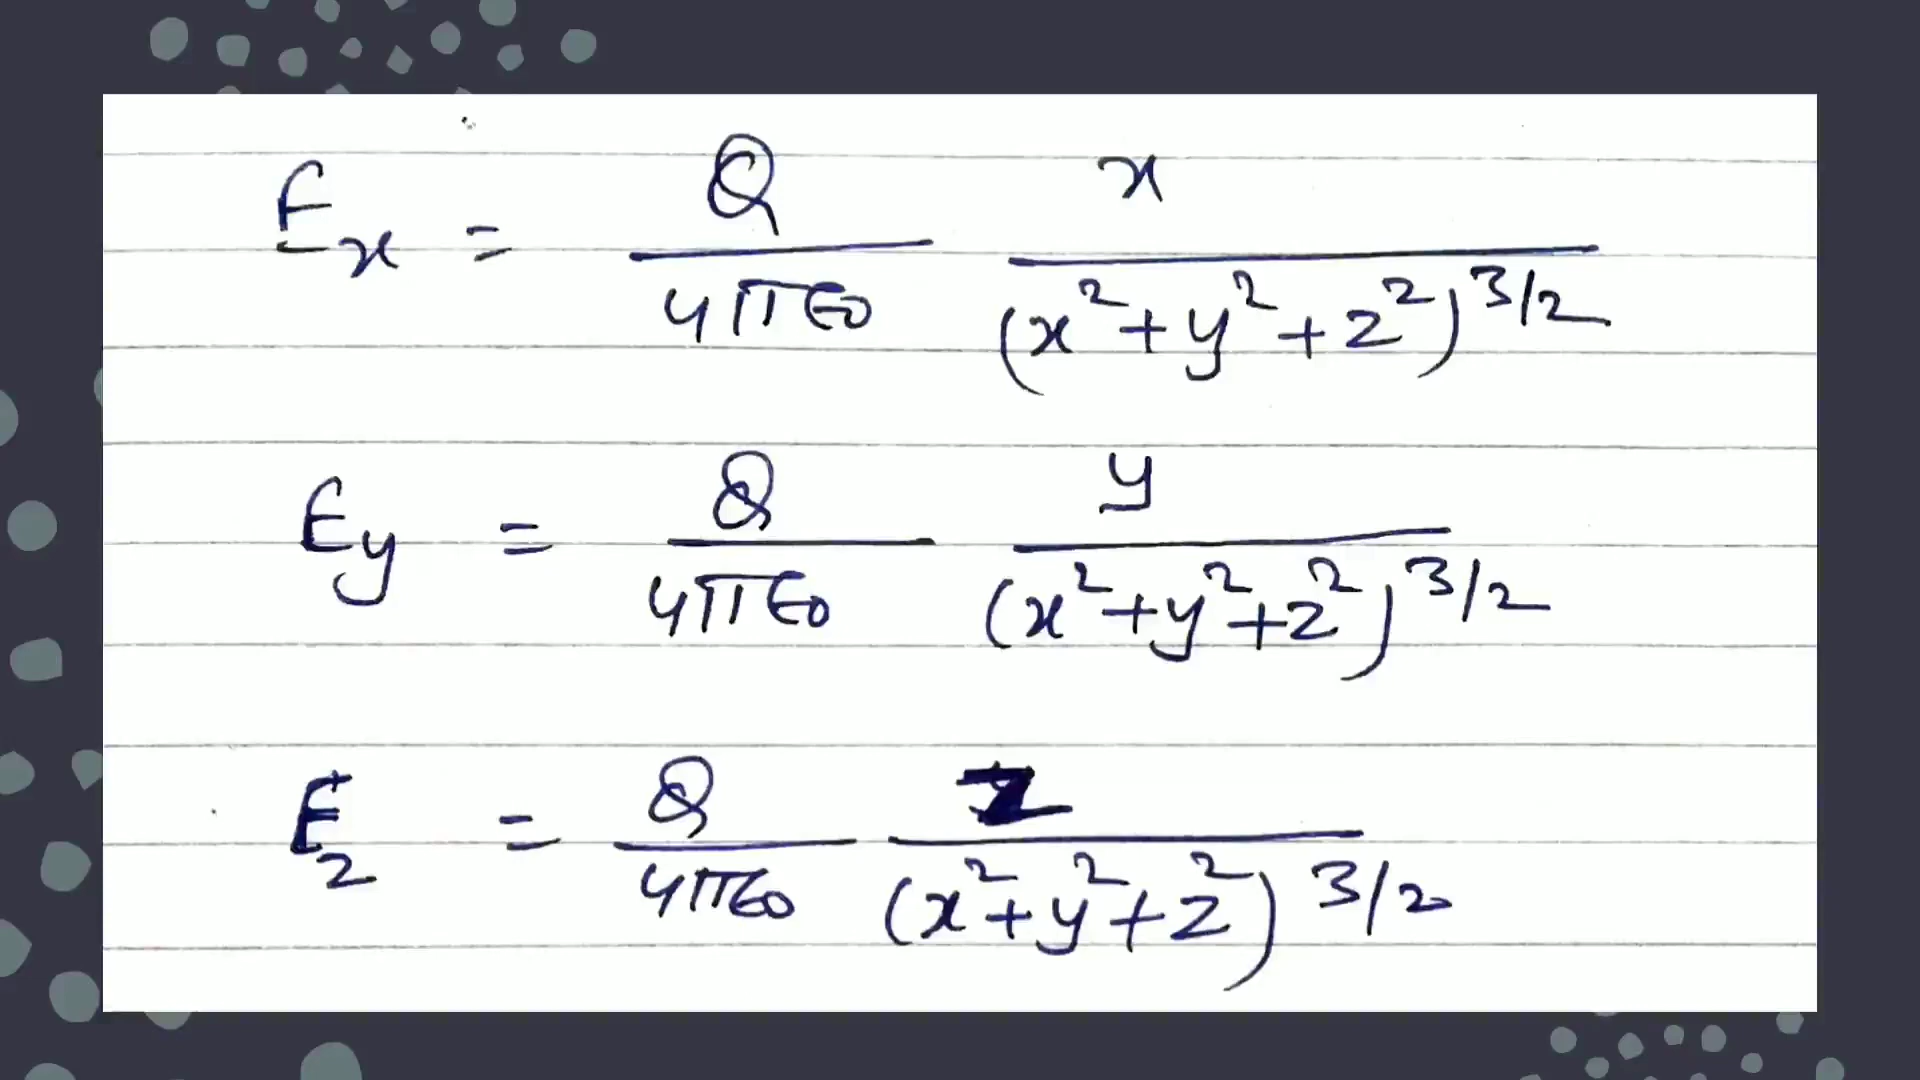 Ex = Q/4πϵ0 x/(x²+y²+z²)^3/2
Ey = Q/4πϵ0 y/(x²+y²+z²)^3/2
Ez = Q/4πϵ0 z/(x²+y²+z²)^3/2